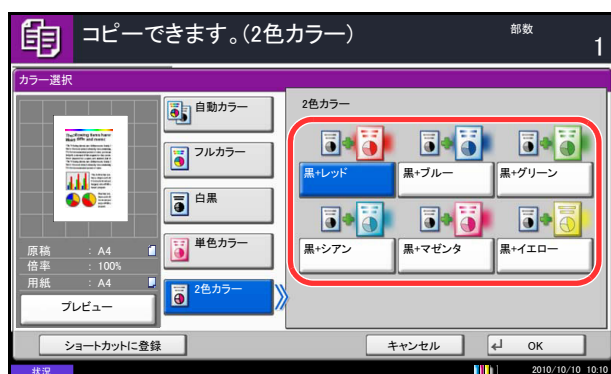 コピーできます。(2色カラー)
部数
1
カラー選択
自動カラー
フルカラー
白黒
単色カラー
2色カラー
原稿 : A4
倍率 : 100%
用紙 : A4
プレビュー
2色カラー
黒+レッド
黒+ブルー
黒+グリーン
黒+シアン
黒+マゼンタ
黒+イエロー
ショートカットに登録
キャンセル
OK
状況
2010/10/10 10:10